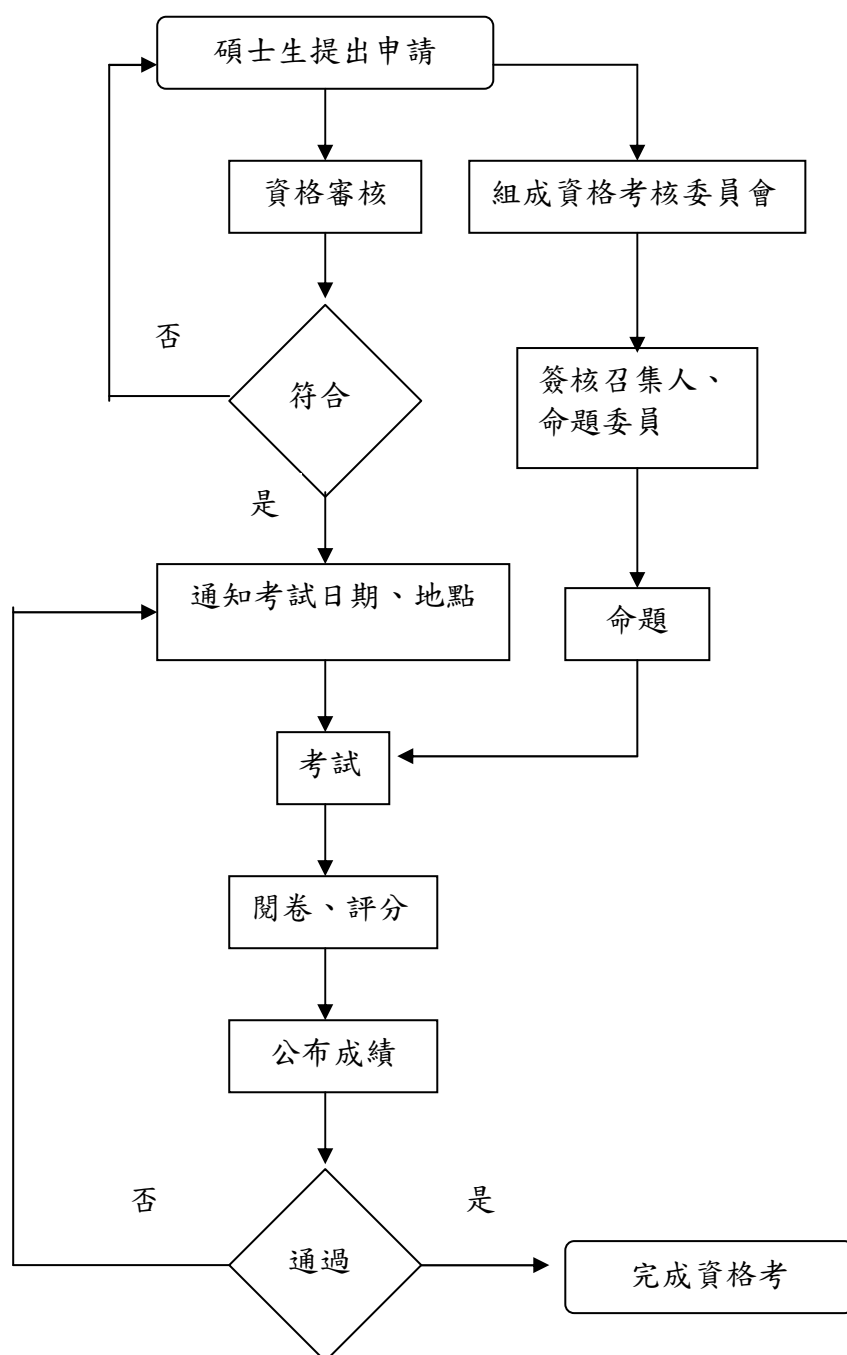 碩士生提出申請
資格審核
組成資格考核委員會
否
符合
簽核召集人、
命題委員
是
通知考試日期、地點
命題
考試
閱卷、評分
公布成績
否
是
通過
完成資格考